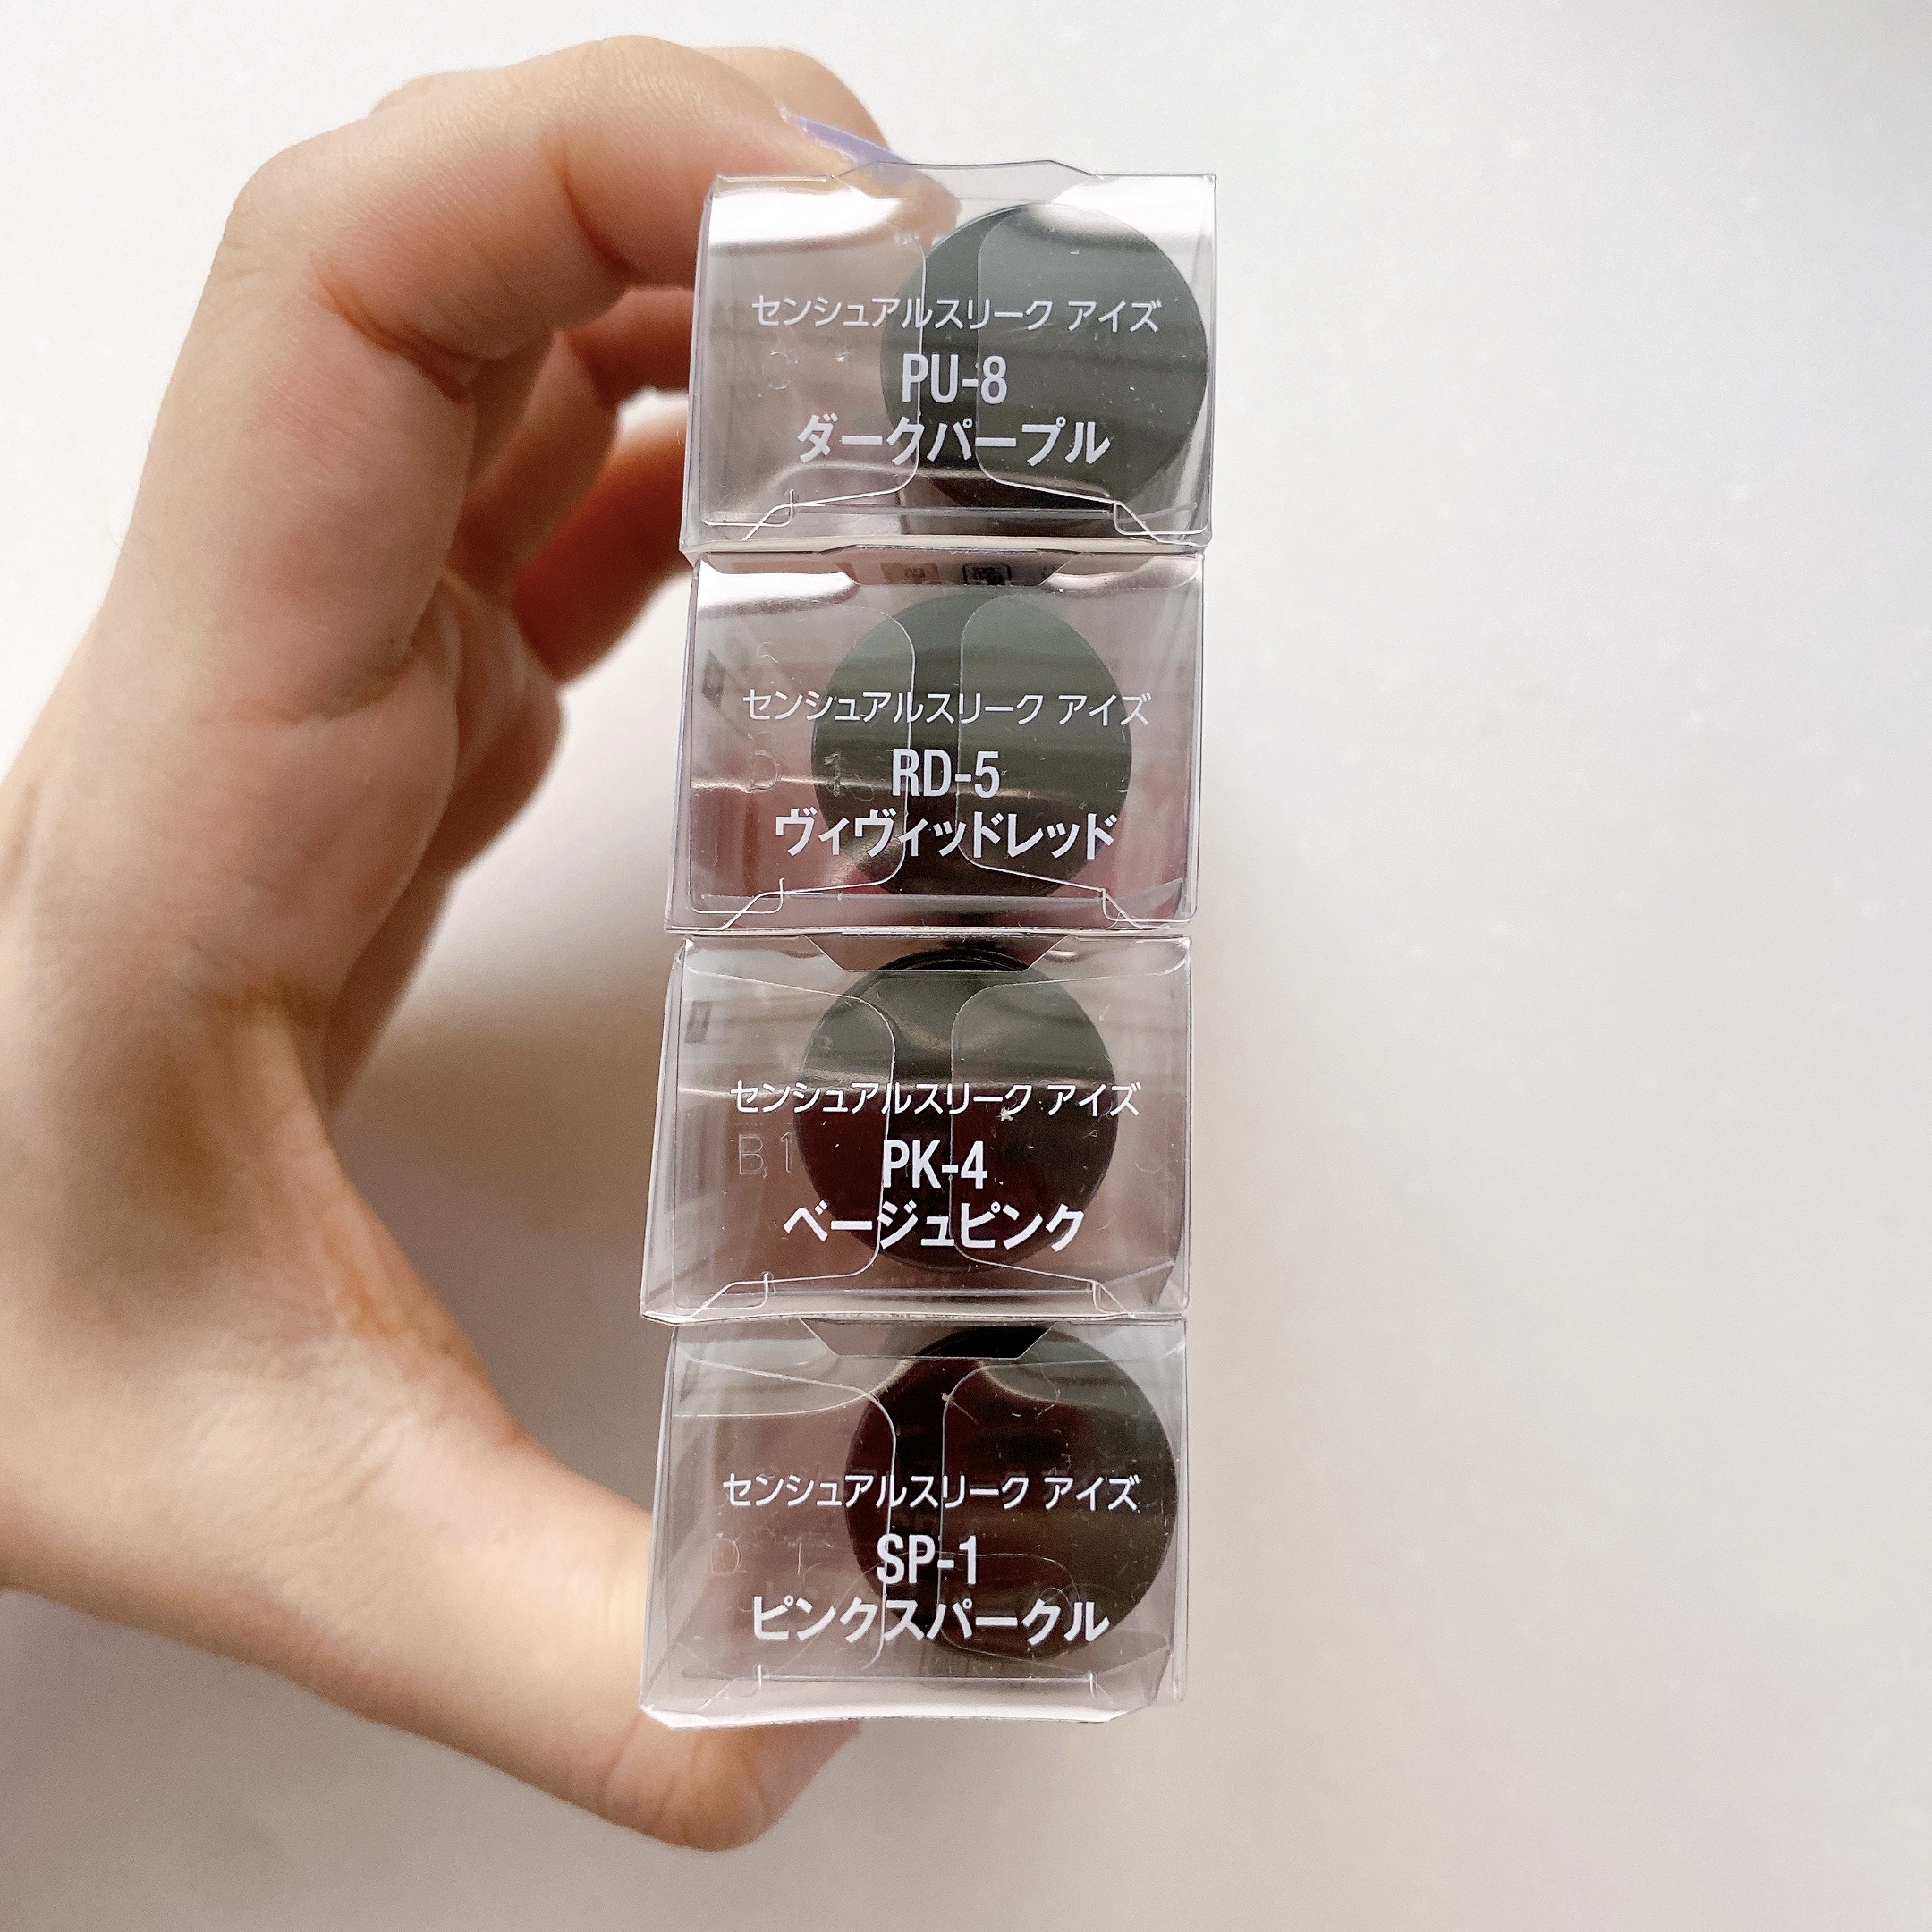 センシュアルスリーク アイズ
PU-8
ダークパープル
センシュアルスリーク アイズ
RD-5
ヴィヴィッドレッド
センシュアルスリーク アイズ
PK-4
ベージュピンク
センシュアルスリーク アイズ
SP-1
ピンクスパークル